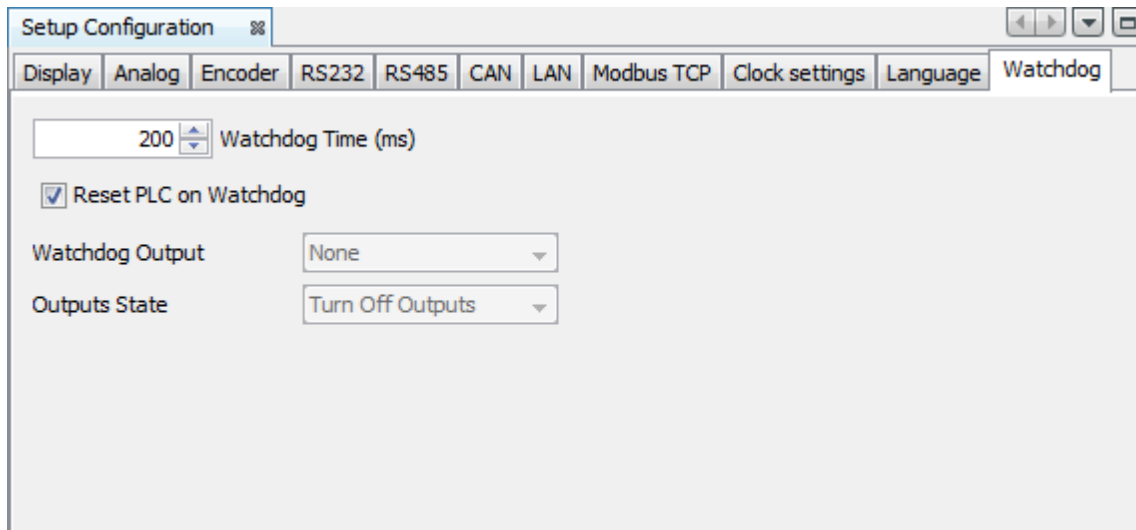 Setup Configuration
Display Analog Encoder RS232 RS485 CAN LAN Modbus TCP Clock settings Language Watchdog
200 Watchdog Time (ms)
Reset PLC on Watchdog
Watchdog Output None
Outputs State Turn Off Outputs